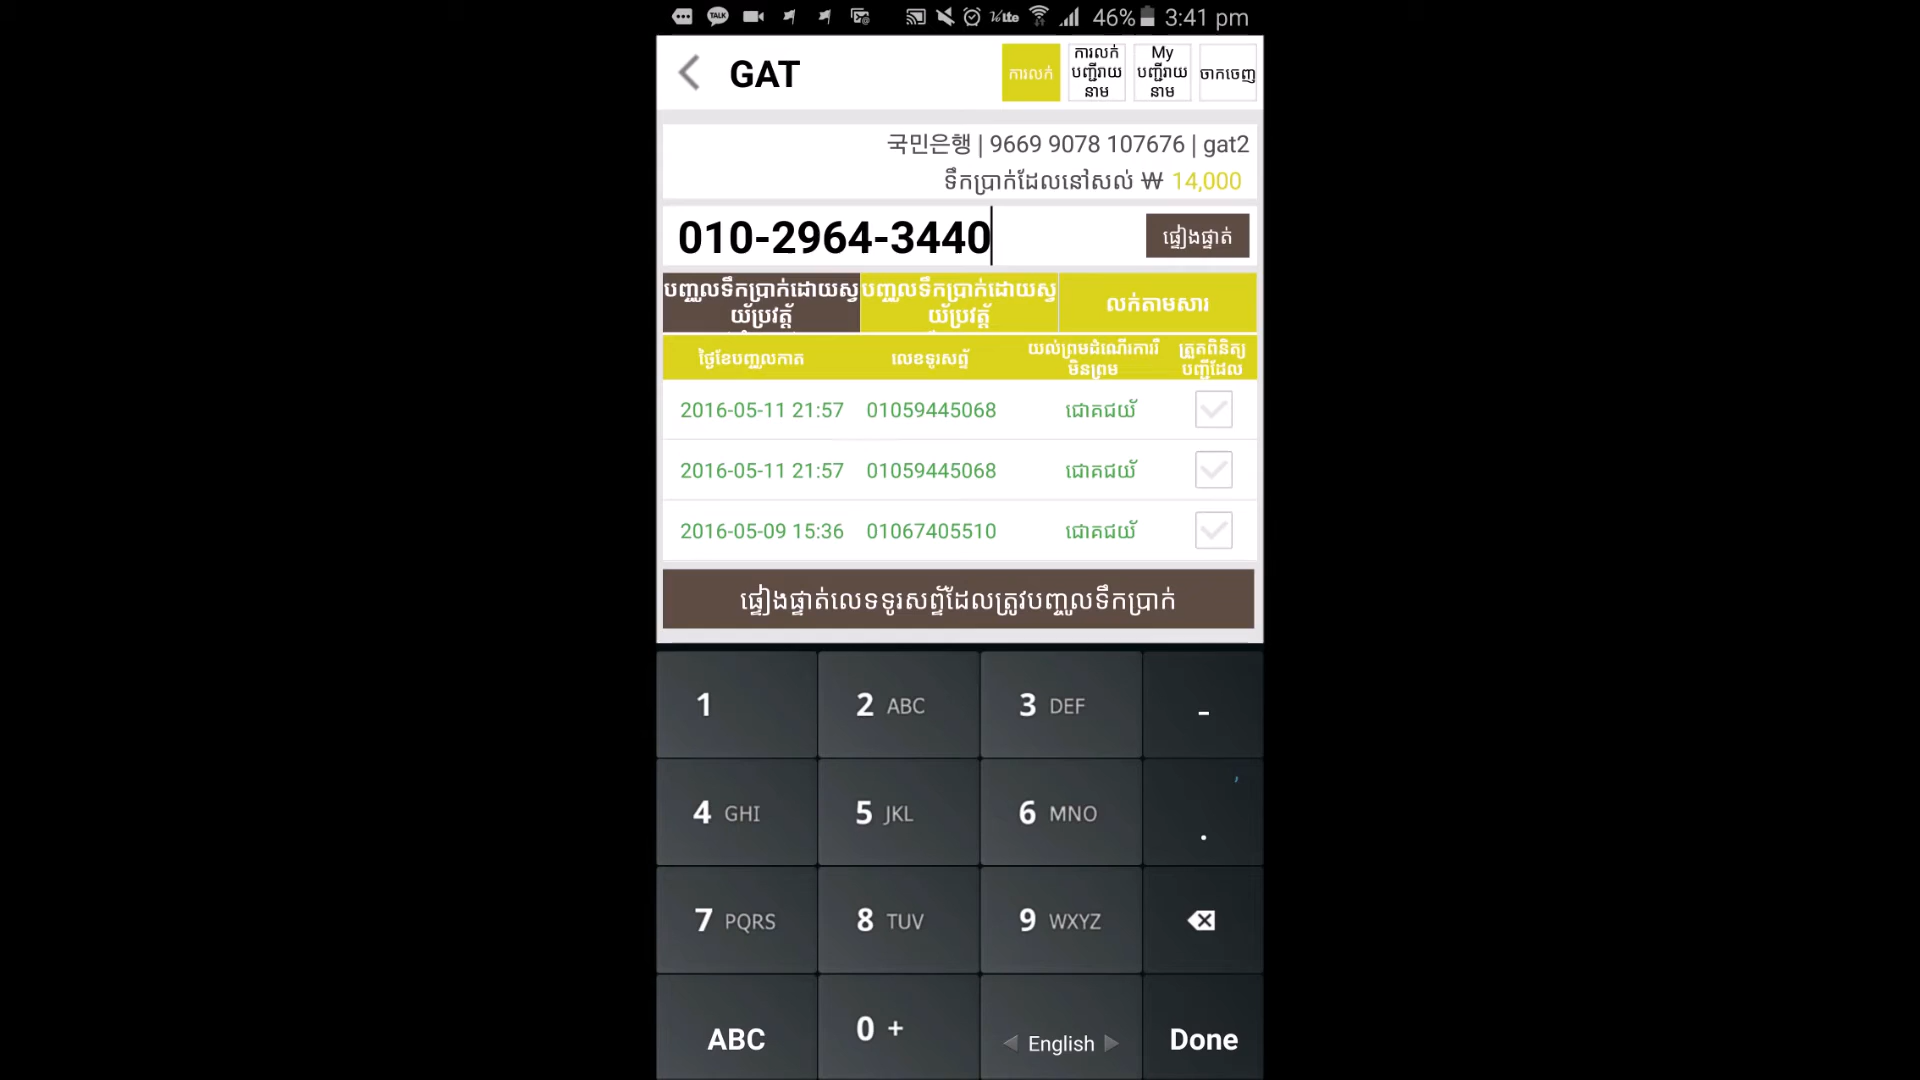 TALK VoLTE 46% 3:41 pm
GAT
ការលក់
ការលក់
បញ្ជីរាយ
នាម
My
បញ្ជីរាយ
នាម
ចាកចេញ
국민은행 | 9669 9078 107676 | gat2
ទឹកប្រាក់ដែលនៅសល់ ₩ 14,000
010-2964-3440
ផ្ទៀងផ្ទាត់
បញ្ចូលទឹកប្រាក់ដោយស្វ
យ័ប្រវត្ត័
បញ្ចូលទឹកប្រាក់ដោយស្វ
យ័ប្រវត្ត័
លក់តាមសារ
ថ្ងៃខែបញ្ចូលកាត លេខទូរសព្ទ័
យល់ព្រមដំណើរការរឺ
មិនព្រម
ត្រួតពិនិត្យ
បញ្ជីដែល
2016-05-11 21:57 01059445068 ជោគជយ័
2016-05-11 21:57 01059445068 ជោគជយ័
2016-05-09 15:36 01067405510 ជោគជយ័
ផ្ទៀងផ្ទាត់លេទទូរសព្ទ័ដែលត្រូវបញ្ចូលទឹកប្រាក់
1 2 ABC 3 DEF -
4 GHI 5 JKL 6 MNO , .
7 PQRS 8 TUV 9 WXYZ
ABC 0 + English Done